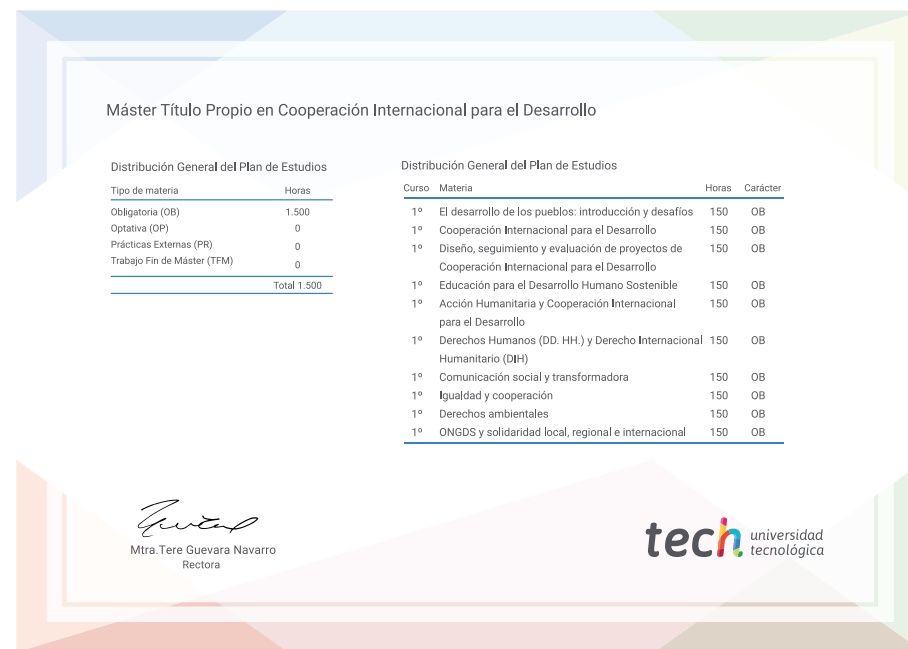 Máster Título Propio en Cooperación Internacional para el Desarrollo
Distribución General del Plan de Estudios
Tipo de materia Horas
Obligatoria (OB) 1.500
Optativa (OP) 0
Prácticas Externas (PR) 0
Trabajo Fin de Máster (TFM) 0
Total 1.500
Distribución General del Plan de Estudios
Curso Materia Horas Carácter
1º El desarrollo de los pueblos: introducción y desafíos 150 OB
1º Cooperación Internacional para el Desarrollo 150 OB
1º Diseño, seguimiento y evaluación de proyectos de 150 OB
Cooperación Internacional para el Desarrollo
1º Educación para el Desarrollo Humano Sostenible 150 OB
1º Acción Humanitaria y Cooperación Internacional 150 OB
para el Desarrollo
1º Derechos Humanos (DD. HH.) y Derecho Internacional 150 OB
Humanitario (DIH)
1º Comunicación social y transformadora 150 OB
1º Igualdad y cooperación 150 OB
1º Derechos ambientales 150 OB
1º ONGDS y solidaridad local, regional e internacional 150 OB
Mtra.Tere Guevara Navarro
Rectora
tech universidad
tecnológica